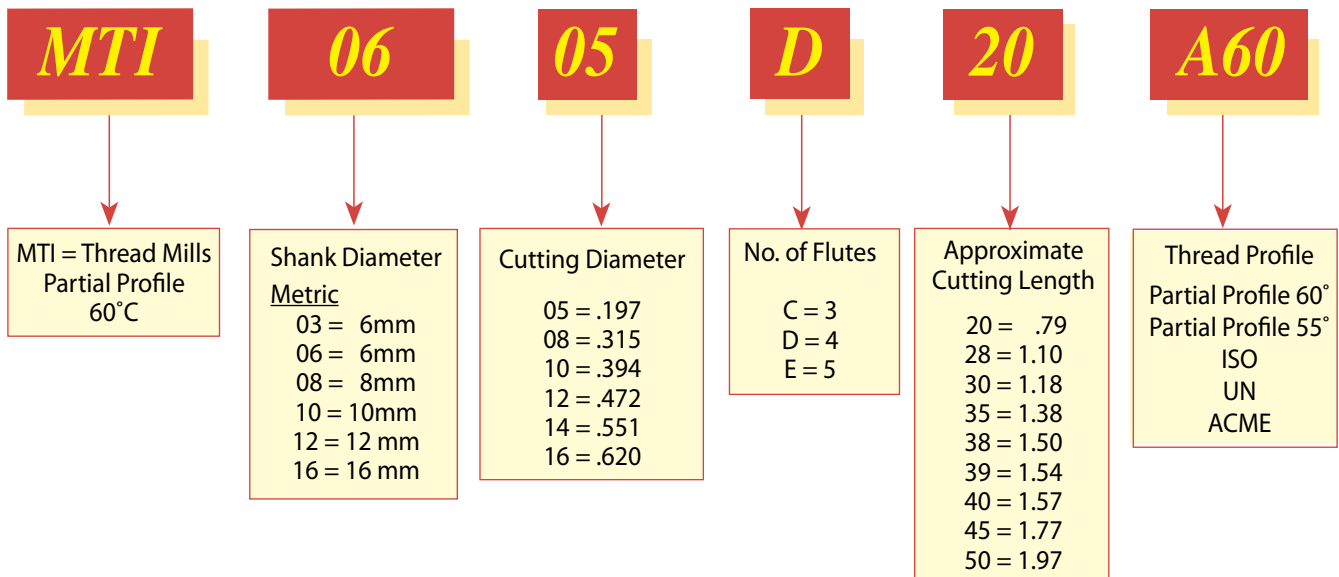 MTI
06
05
D
20
A60
MTI = Thread Mills
Partial Profile
60˚C
Shank Diameter
Metric
03 = 6mm
06 = 6mm
08 = 8mm
10 = 10mm
12 = 12 mm
16 = 16 mm
Cutting Diameter
05 = .197
08 = .315
10 = .394
12 = .472
14 = .551
16 = .620
No. of Flutes
C = 3
D = 4
E = 5
Approximate
Cutting Length
20 = .79
28 = 1.10
30 = 1.18
35 = 1.38
38 = 1.50
39 = 1.54
40 = 1.57
45 = 1.77
50 = 1.97
Thread Profile
Partial Profile 60˚
Partial Profile 55˚
ISO
UN
ACME